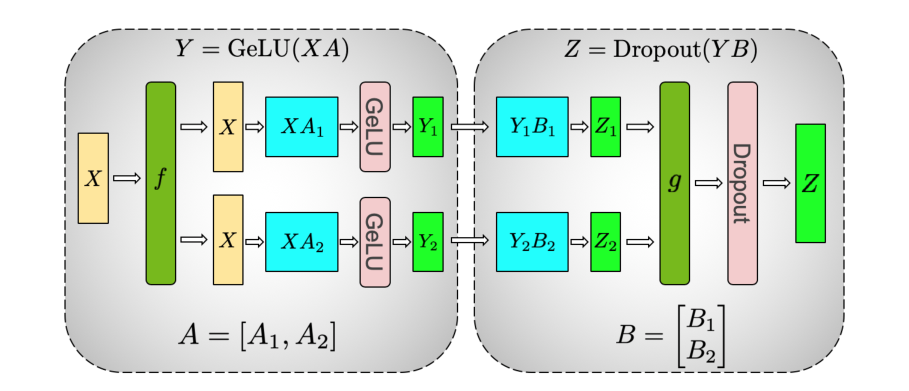 Y = GeLU(XA)
X
f
X
XA₁
GeLU
Y₁
X
XA₂
GeLU
Y₂
A = [A₁, A₂]
Z = Dropout(YB)
Y₁B₁
Z₁
Y₂B₂
Z₂
g
Dropout
Z
B = [B₁
B₂]